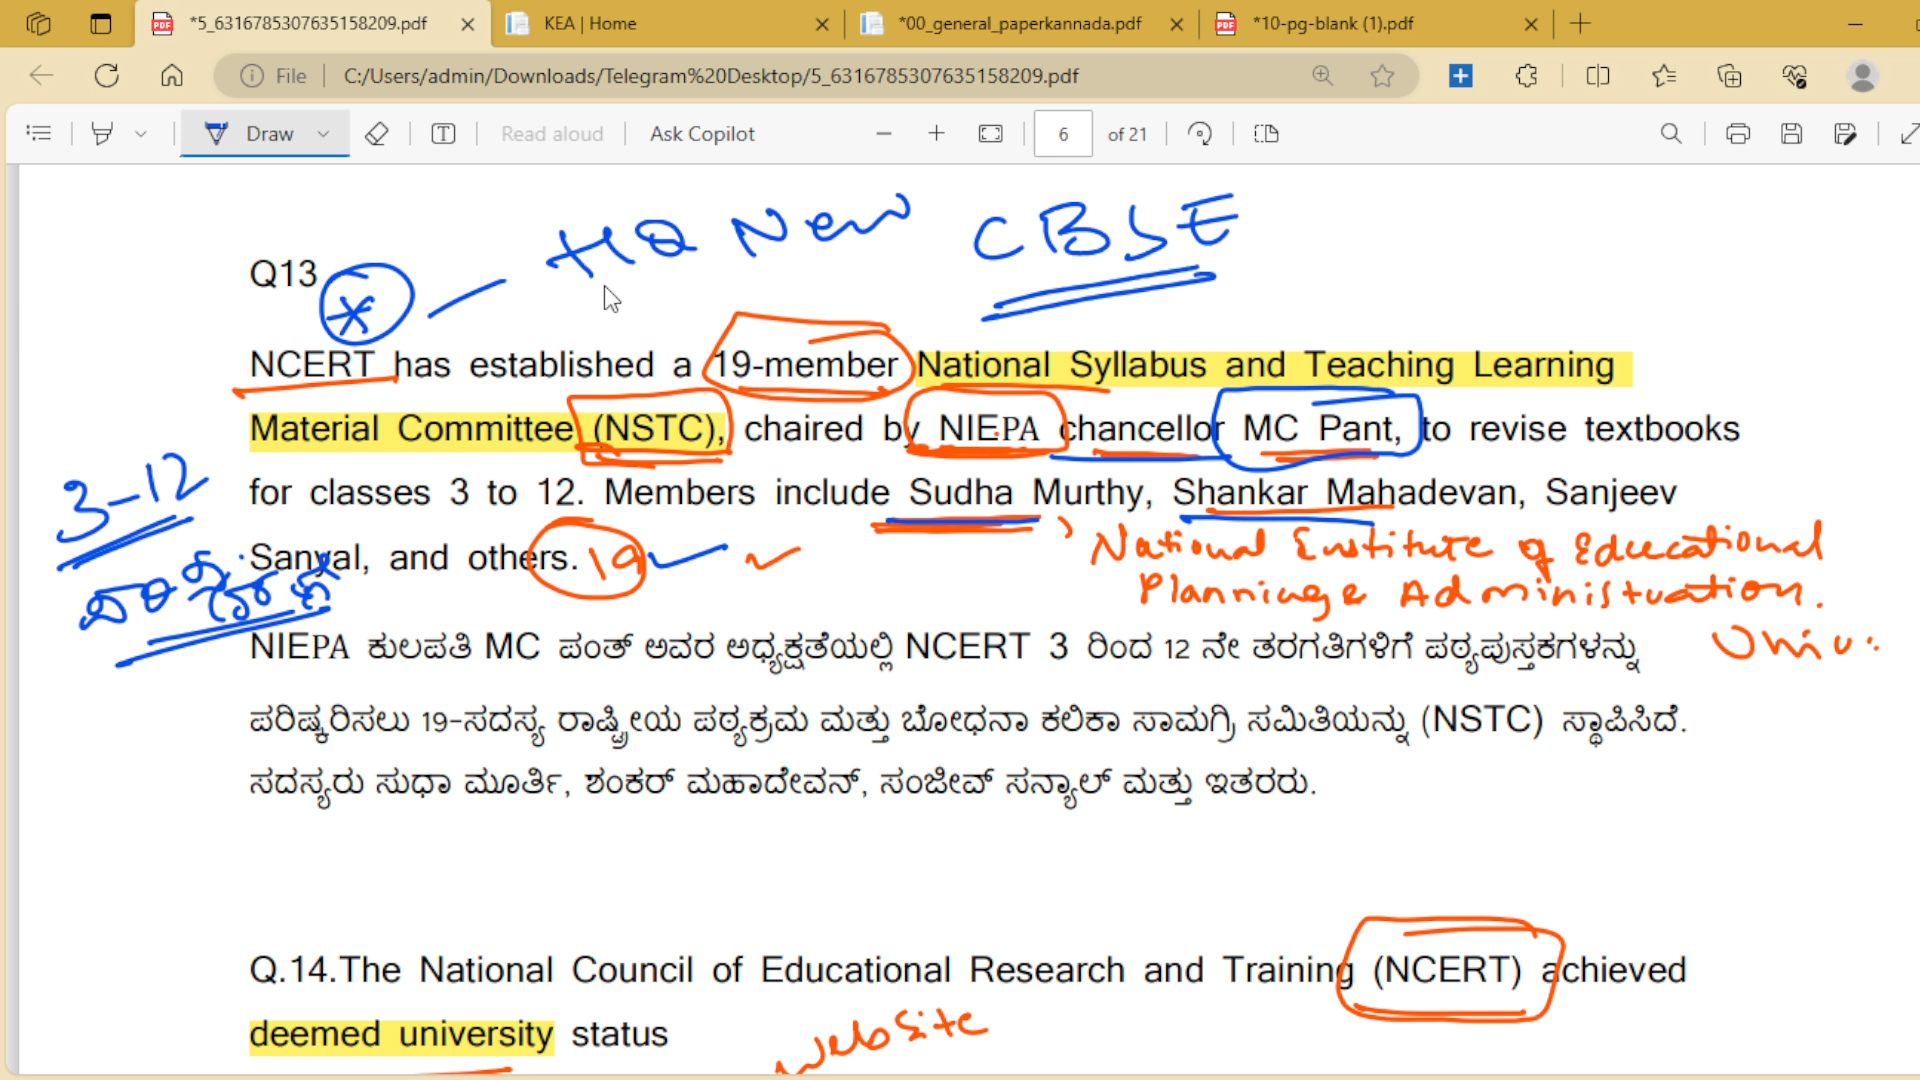 *5_6316785307635158209.pdf
KEA | Home
*00_general_paperkannada.pdf
*10-pg-blank (1).pdf
File
C:/Users/admin/Downloads/Telegram%20Desktop/5_6316785307635158209.pdf
Draw
Read aloud
Ask Copilot
6 of 21
HQ New CBSE
Q13
NCERT has established a 19-member National Syllabus and Teaching Learning
Material Committee (NSTC), chaired by NIEPA chancellor MC Pant, to revise textbooks
3-12
for classes 3 to 12. Members include Sudha Murthy, Shankar Mahadevan, Sanjeev
Sanyal, and others. 19
National Institute of Educational
Planning & Administration.
Univ.
NIEPA ಕುಲಪತಿ MC ಪಂತ್ ಅವರ ಅಧ್ಯಕ್ಷತೆಯಲ್ಲಿ NCERT 3 ರಿಂದ 12 ನೇ ತರಗತಿಗಳಿಗೆ ಪಠ್ಯಪುಸ್ತಕಗಳನ್ನು
ಪರಿಷ್ಕರಿಸಲು 19-ಸದಸ್ಯ ರಾಷ್ಟ್ರೀಯ ಪಠ್ಯಕ್ರಮ ಮತ್ತು ಬೋಧನಾ ಕಲಿಕಾ ಸಾಮಗ್ರಿ ಸಮಿತಿಯನ್ನು (NSTC) ಸ್ಥಾಪಿಸಿದೆ.
ಸದಸ್ಯರು ಸುಧಾ ಮೂರ್ತಿ, ಶಂಕರ್ ಮಹಾದೇವನ್, ಸಂಜೀವ್ ಸನ್ಯಾಲ್ ಮತ್ತು ಇತರರು.
Q.14.The National Council of Educational Research and Training (NCERT) achieved
deemed university status
website